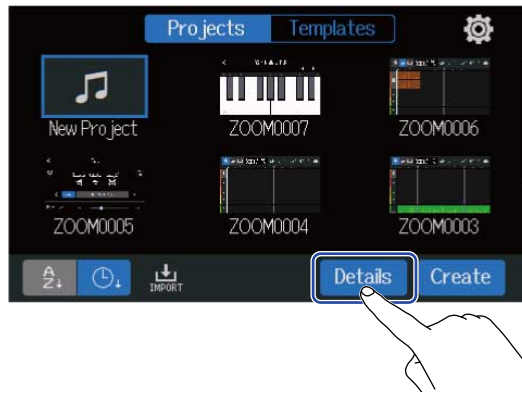 Projects Templates
New Project ZOOM0007 ZOOM0006
ZOOM0005 ZOOM0004 ZOOM0003
A Z↓ ↓ IMPORT Details Create